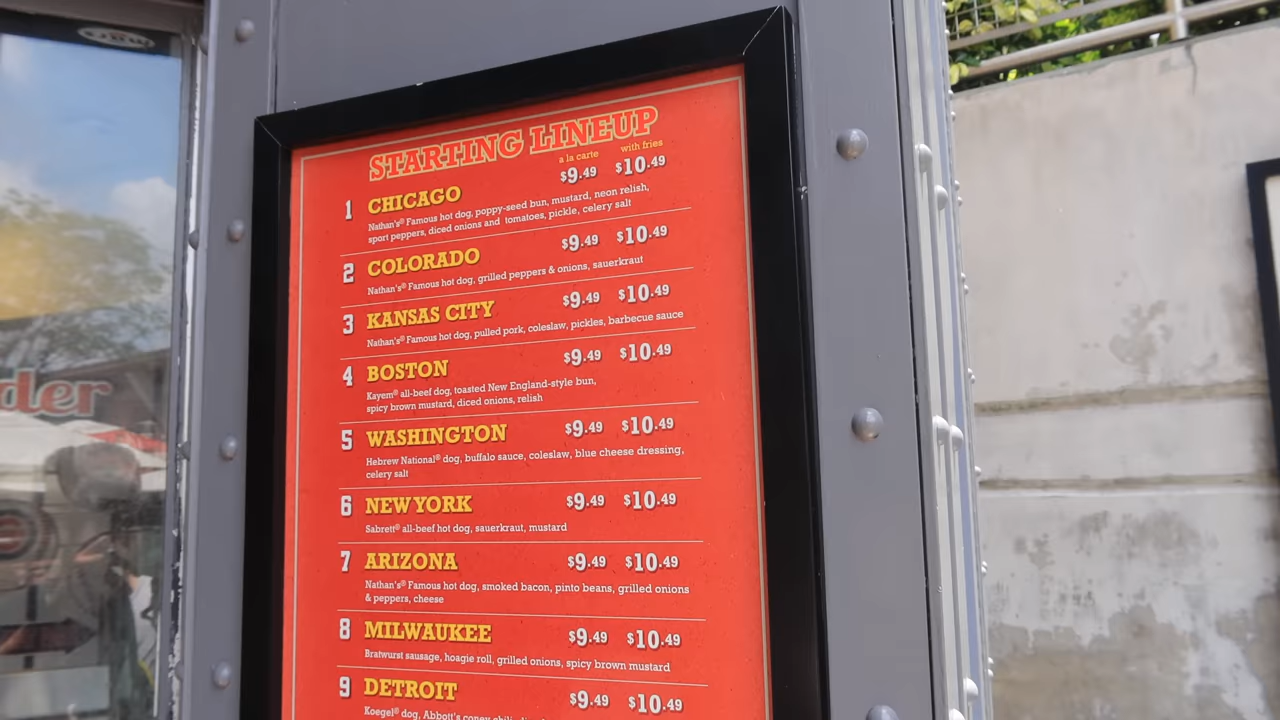 STARTING LINEUP
a la carte with fries
1 CHICAGO $9.49 $10.49
Nathan's® Famous hot dog, poppy-seed bun, mustard, neon relish,
sport peppers, diced onions and tomatoes, pickle, celery salt
2 COLORADO $9.49 $10.49
Nathan's® Famous hot dog, grilled peppers & onions, sauerkraut
3 KANSAS CITY $9.49 $10.49
Nathan's® Famous hot dog, pulled pork, coleslaw, pickles, barbecue sauce
4 BOSTON $9.49 $10.49
Kayem® all-beef dog, toasted New England-style bun,
spicy brown mustard, diced onions, relish
5 WASHINGTON $9.49 $10.49
Hebrew National® dog, buffalo sauce, coleslaw, blue cheese dressing,
celery salt
6 NEW YORK $9.49 $10.49
Sabrett® all-beef hot dog, sauerkraut, mustard
7 ARIZONA $9.49 $10.49
Nathan's® Famous hot dog, smoked bacon, pinto beans, grilled onions
& peppers, cheese
8 MILWAUKEE $9.49 $10.49
Bratwurst sausage, hoagie roll, grilled onions, spicy brown mustard
9 DETROIT $9.49 $10.49
Koegel® dog, Abbott's coney
der